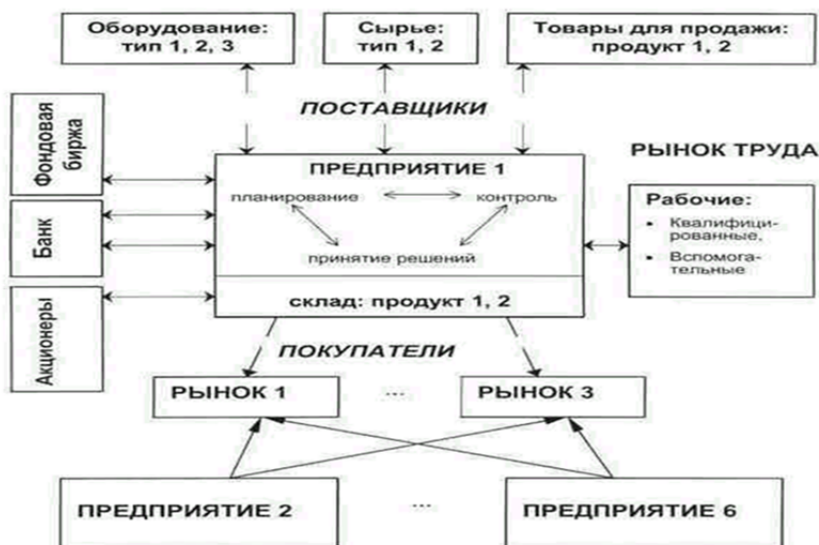 Оборудование:
тип 1, 2, 3
Сырье:
тип 1, 2
Товары для продажи:
продукт 1, 2
ПОСТАВЩИКИ
Фондовая
биржа
Банк
Акционеры
ПРЕДПРИЯТИЕ 1
планирование
контроль
принятие решений
склад: продукт 1, 2
РЫНОК ТРУДА
Рабочие:
• Квалифици-
рованные,
• Вспомога-
тельные
ПОКУПАТЕЛИ
РЫНОК 1
...
РЫНОК 3
ПРЕДПРИЯТИЕ 2
...
ПРЕДПРИЯТИЕ 6